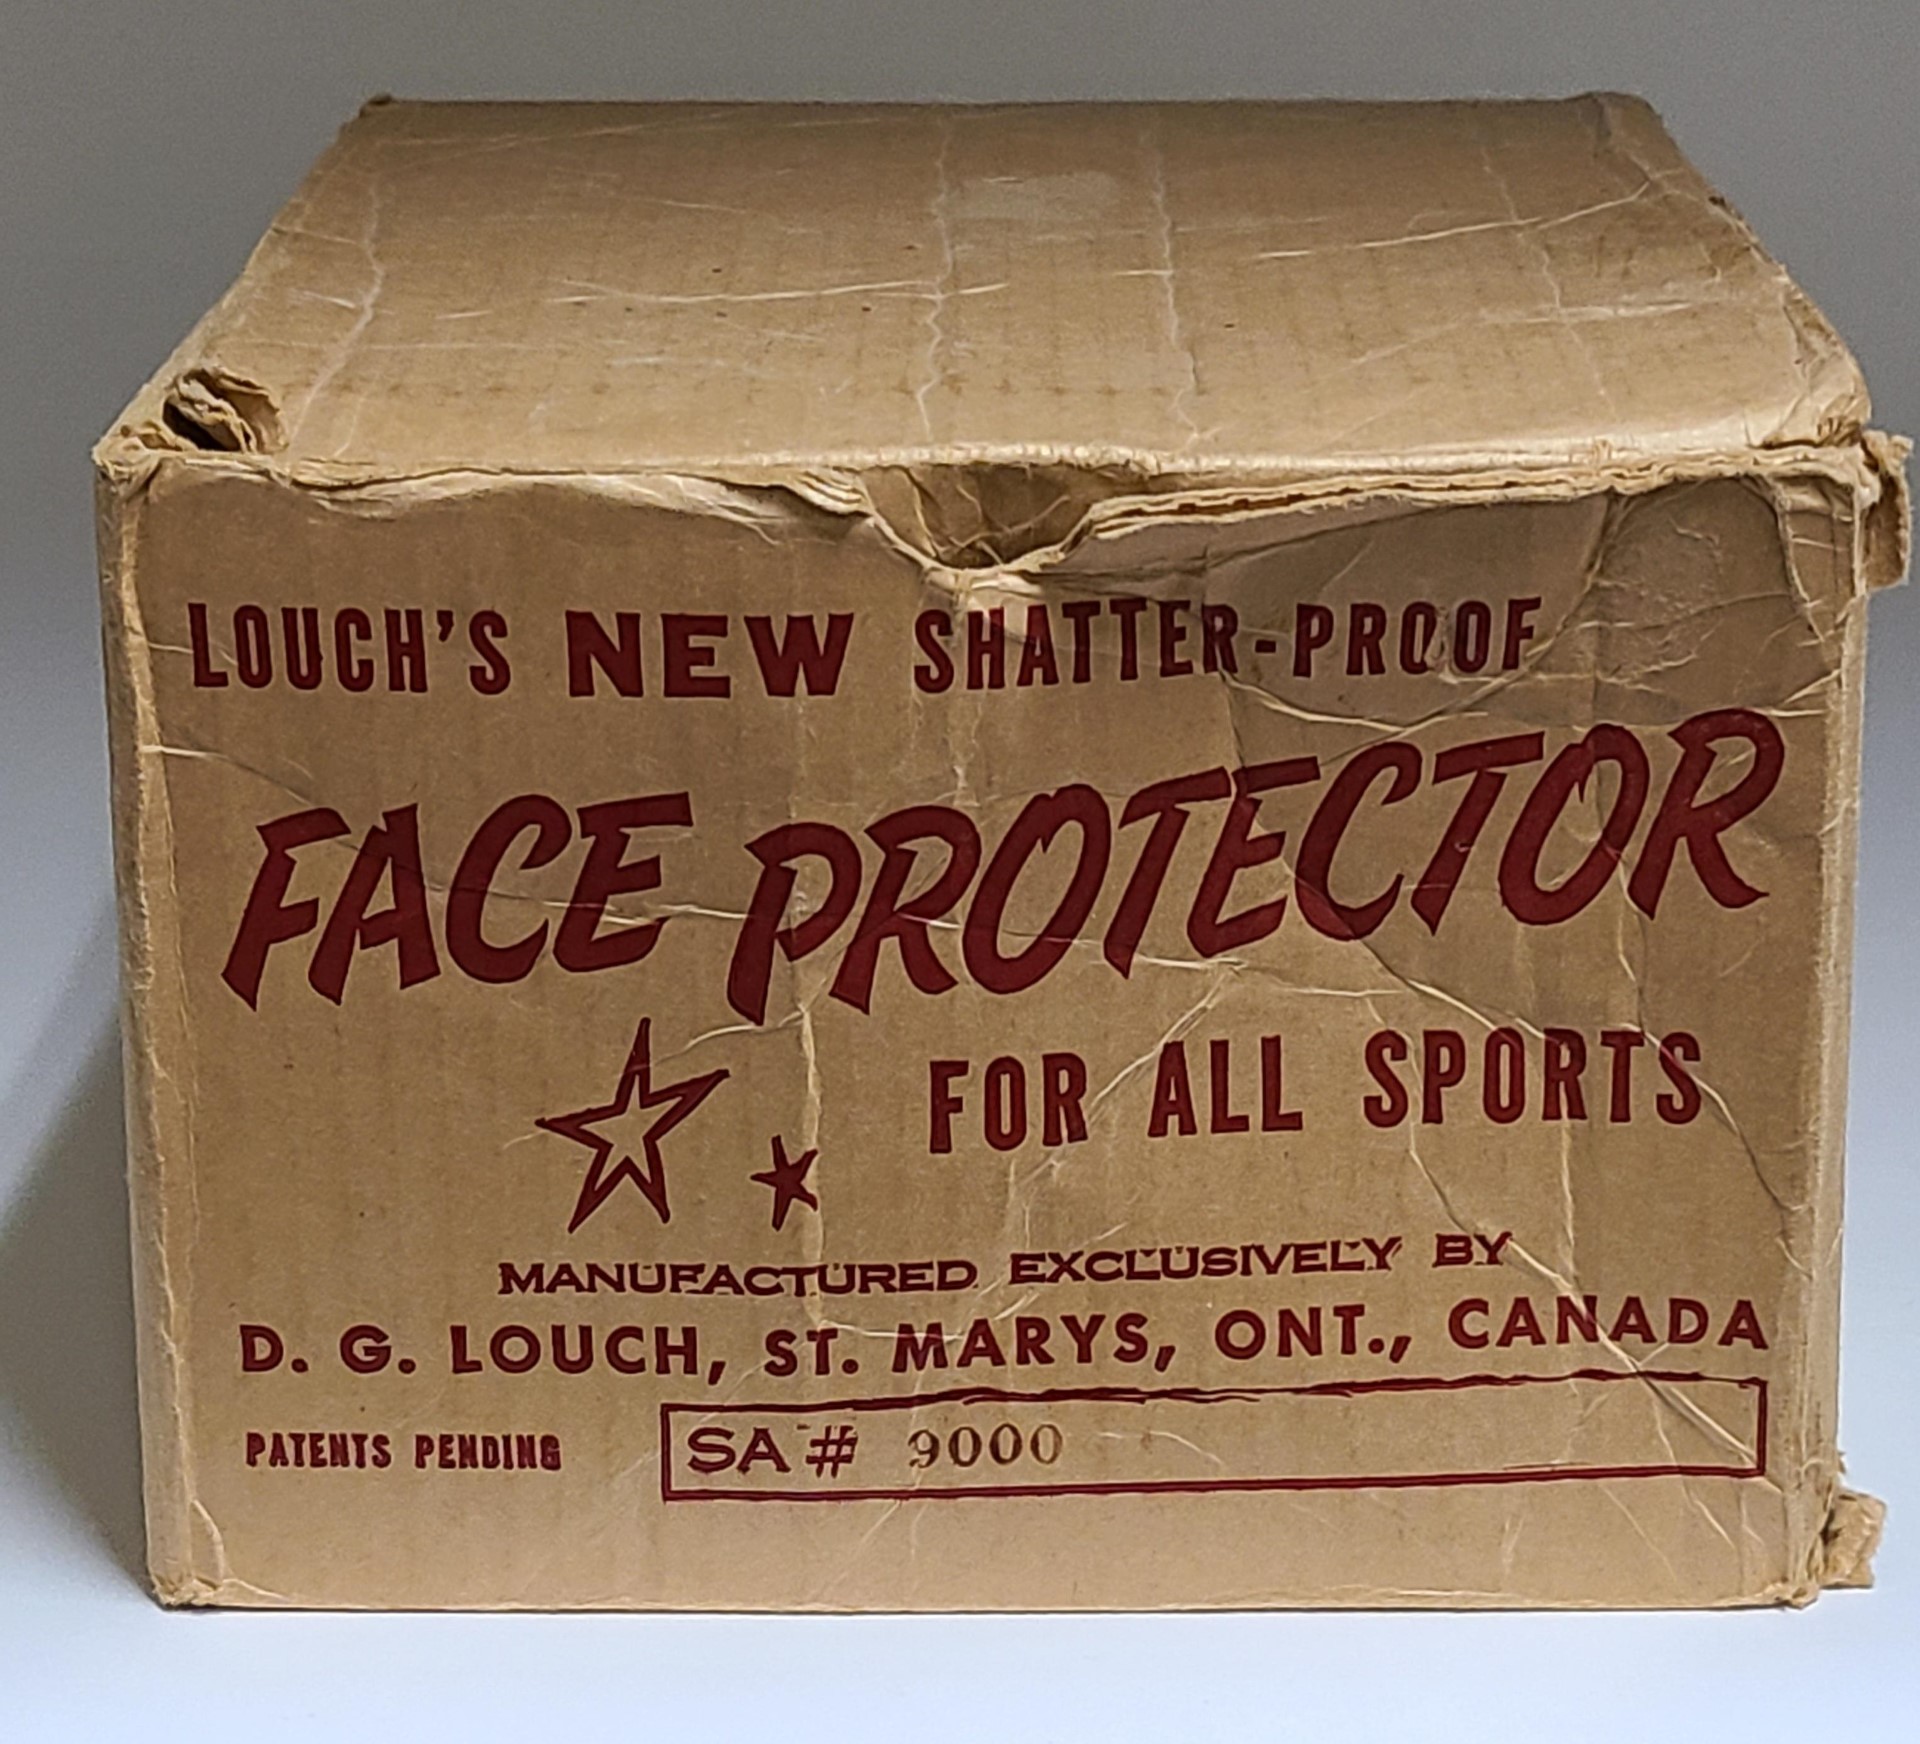 LOUCH'S NEW SHATTER-PROOF
FACE PROTECTOR
FOR ALL SPORTS
MANUFACTURED EXCLUSIVELY BY
D. G. LOUCH, ST. MARYS, ONT., CANADA
PATENTS PENDING SA # 9000